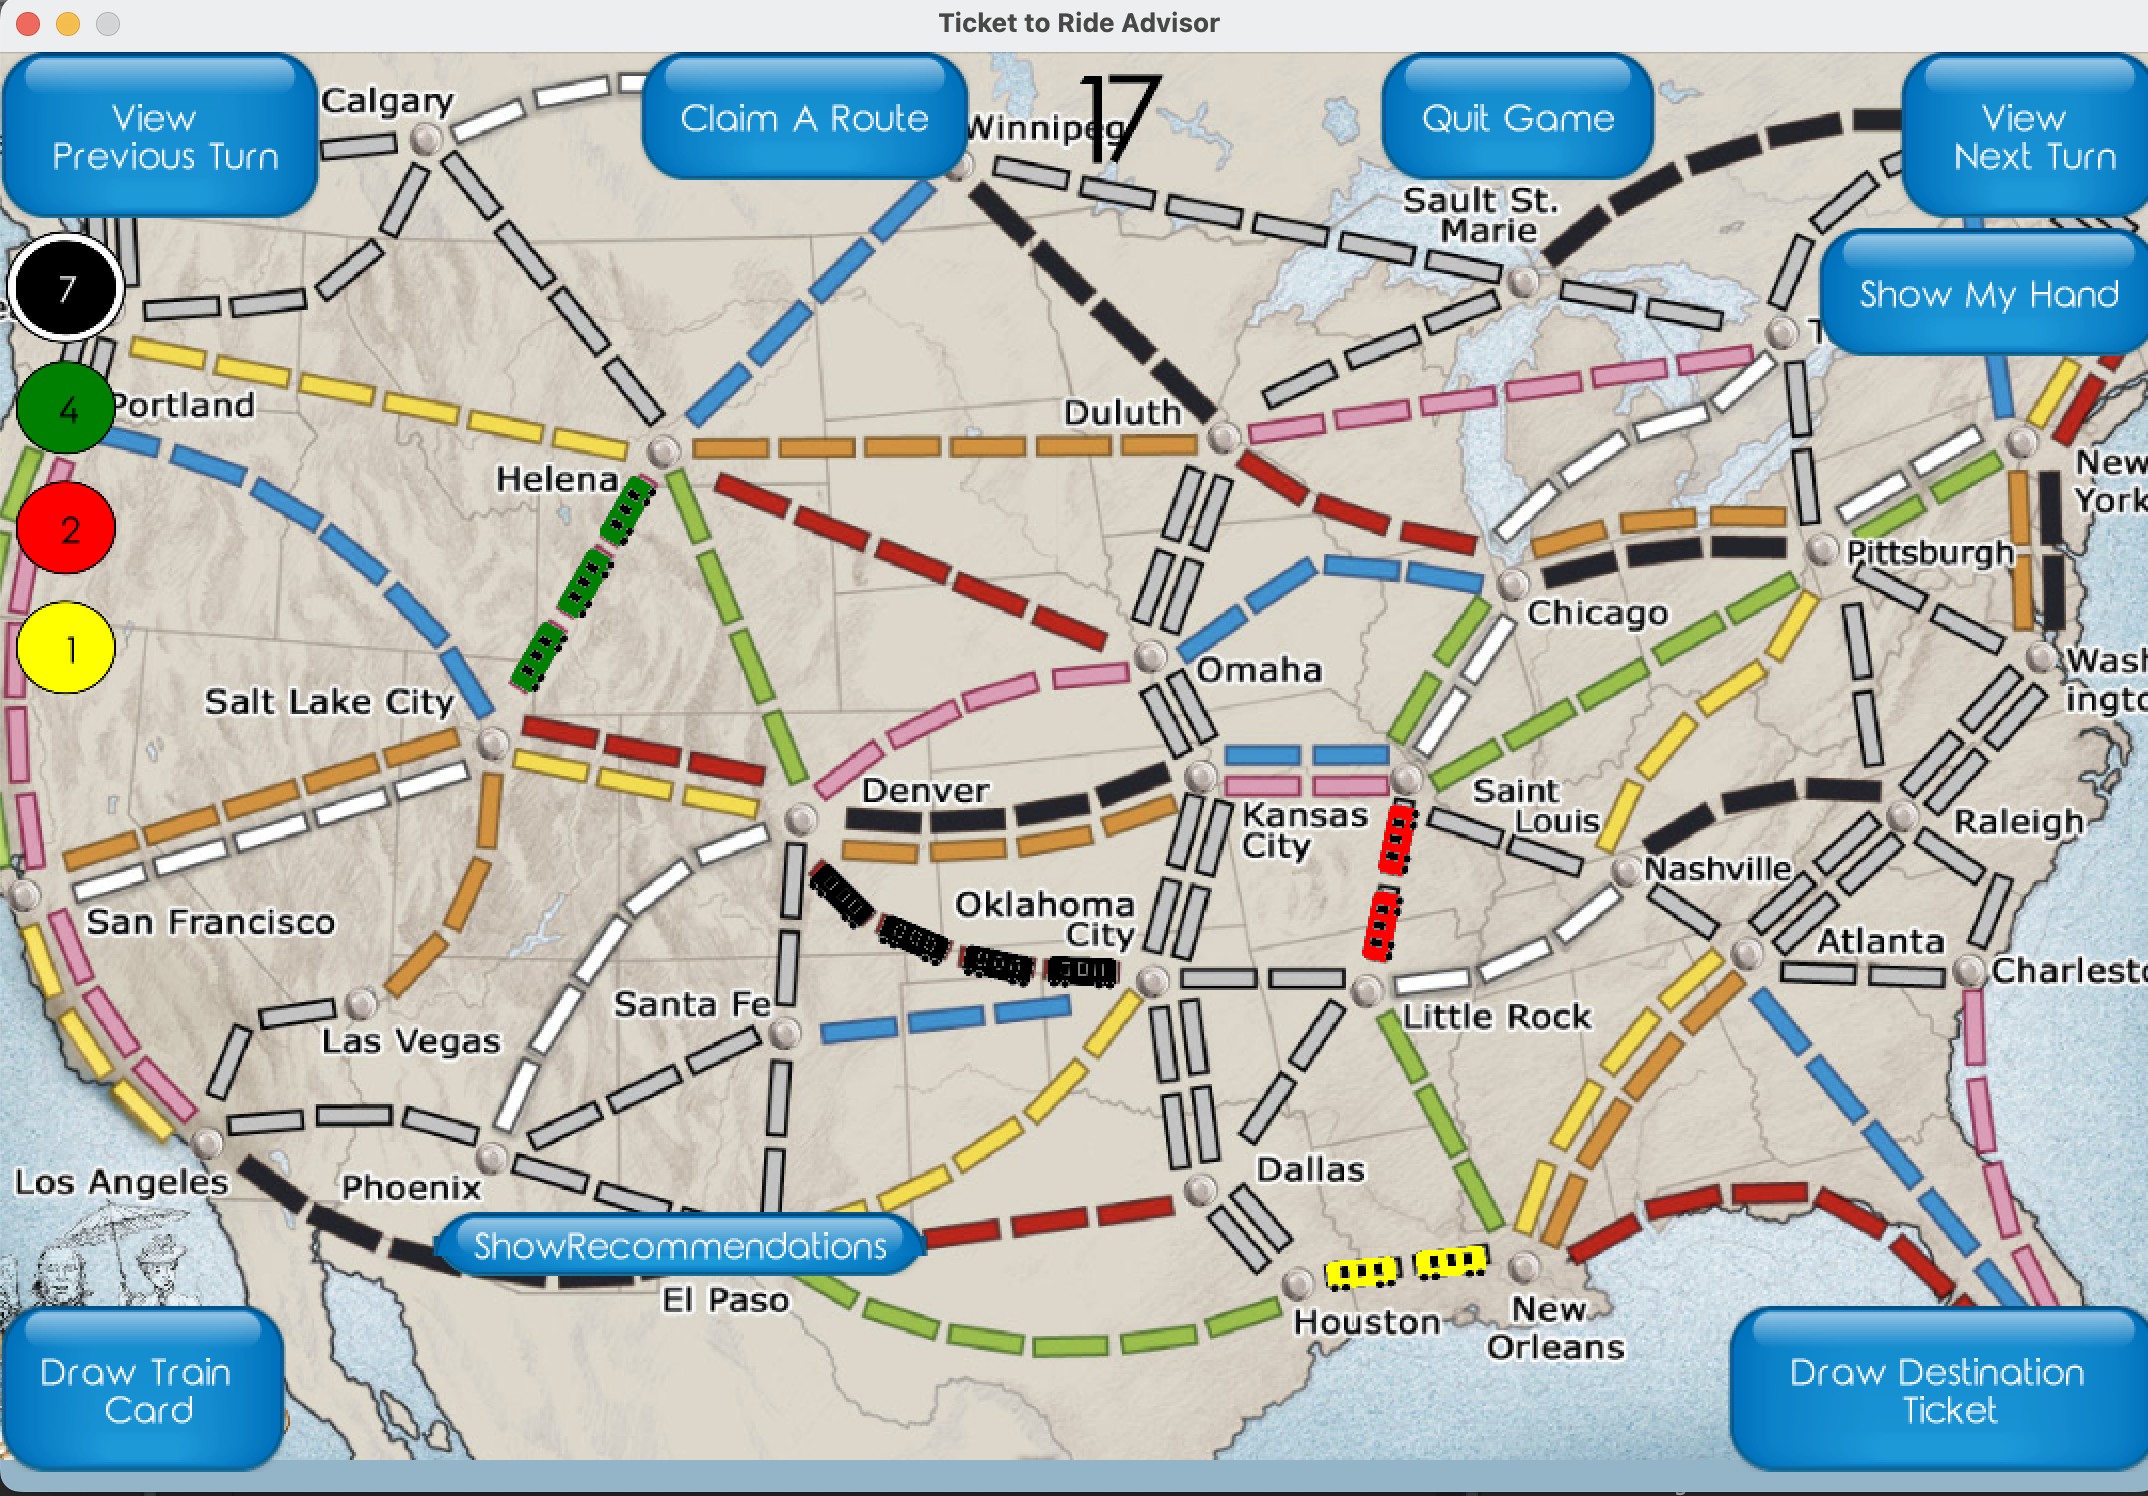 Ticket to Ride Advisor
View
Previous Turn
Calgary
Claim A Route
Winnipeg
17
Quit Game
View
Next Turn
Sault St.
Marie
Show My Hand
7
T
4
Portland
Duluth
Helena
New
York
2
Pittsburgh
Chicago
1
Omaha
Wash
ingto
Salt Lake City
Denver
Kansas
City
Saint
Louis
Raleigh
Nashville
San Francisco
Oklahoma
City
Atlanta
Charlesto
Santa Fe
Little Rock
Las Vegas
Dallas
Los Angeles
Phoenix
ShowRecommendations
El Paso
Houston
New
Orleans
Draw Train
Card
Draw Destination
Ticket